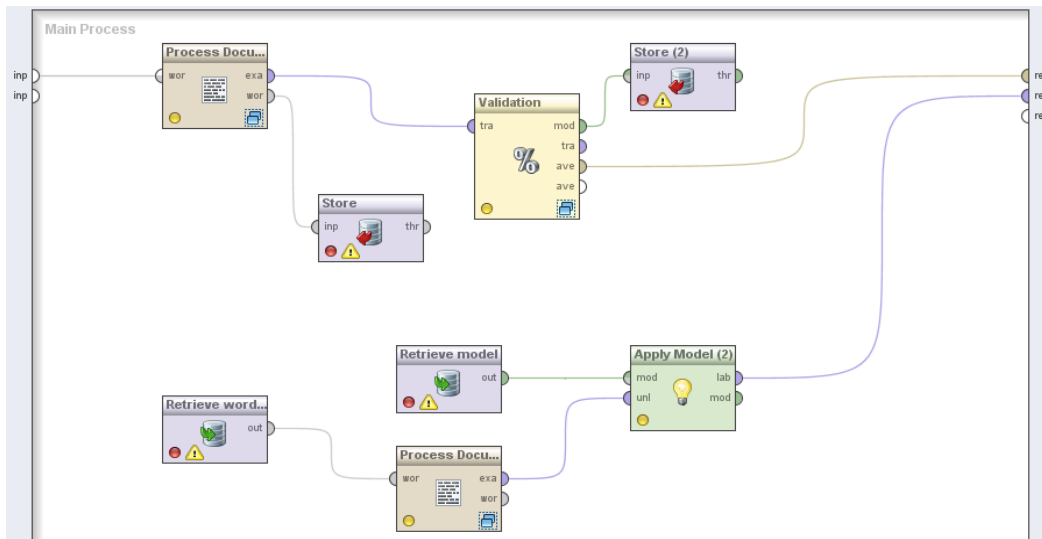 Main Process
inp
inp
Process Docu...
wor
exa
wor
Store
inp
thr
Validation
tra
mod
tra
ave
ave
%
Store (2)
inp
thr
re
re
re
Retrieve word...
out
Retrieve model
out
Process Docu...
wor
exa
wor
Apply Model (2)
mod
lab
unl
mod